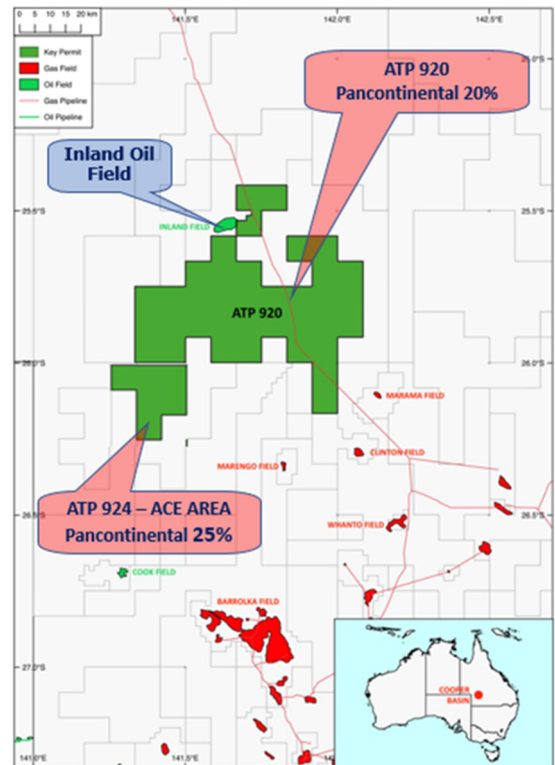 141.5°E
142.0°E
142.5°E
0 5 10 15 20 km
Key Permit
Gas Field
Oil Field
Gas Pipeline
Oil Pipeline
25.0°S
ATP 920
Pancontinental 20%
Inland Oil
Field
25.5°S
INLAND FIELD
ATP 920
26.0°S
MARAMA FIELD
CLINTON FIELD
MARENGO FIELD
ATP 924 – ACE AREA
Pancontinental 25%
26.5°S
WHANTO FIELD
COOK FIELD
BARROLKA FIELD
27.0°S
COOPER
BASIN
141.0°E
141.5°E